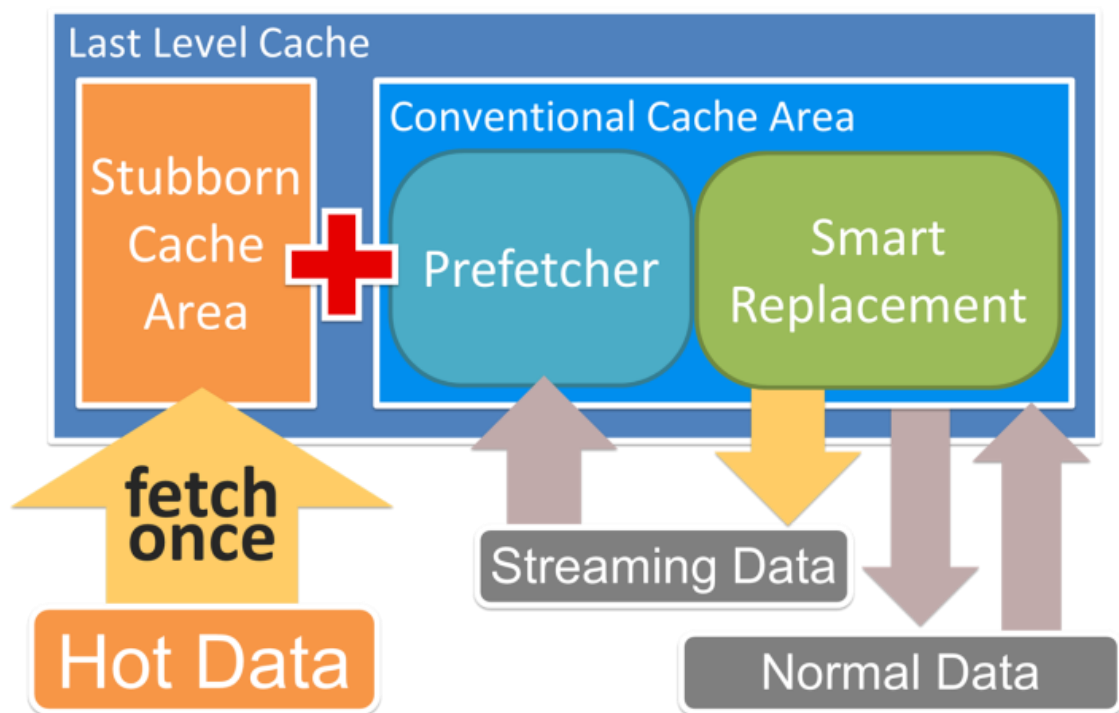 Last Level Cache
Stubborn
Cache
Area
Conventional Cache Area
Prefetcher
Smart
Replacement
fetch
once
Hot Data
Streaming Data
Normal Data